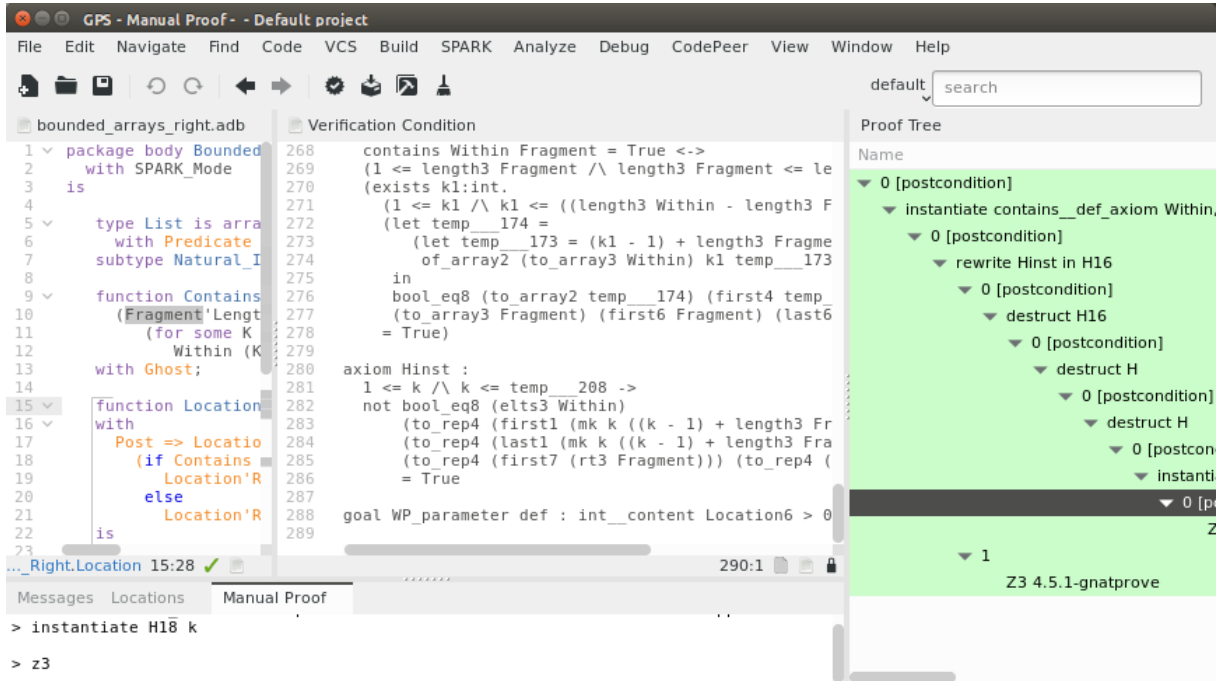 GPS - Manual Proof - - Default project
File Edit Navigate Find Code VCS Build SPARK Analyze Debug CodePeer View Window Help
default search
bounded_arrays_right.adb
1 package body Bounded
2 with SPARK_Mode
3 is
4
5 type List is arra
6 with Predicate
7 subtype Natural_I
8
9 function Contains
10 (Fragment'Lengt
11 (for some K
12 Within (K
13 with Ghost;
14
15 function Location
16 with
17 Post => Locatio
18 (if Contains
19 Location'R
20 else
21 Location'R
22 is
23
..._Right.Location 15:28
Verification Condition
268 contains Within Fragment = True <->
269 (1 <= length3 Fragment /\ length3 Fragment <= le
270 (exists k1:int.
271 (1 <= k1 /\ k1 <= ((length3 Within - length3 F
272 (let temp___174 =
273 (let temp___173 = (k1 - 1) + length3 Fragme
274 of_array2 (to_array3 Within) k1 temp___173
275 in
276 bool_eq8 (to_array2 temp___174) (first4 temp_
277 (to_array3 Fragment) (first6 Fragment) (last6
278 = True)
279
280 axiom Hinst :
281 1 <= k /\ k <= temp___208 ->
282 not bool_eq8 (elts3 Within)
283 (to_rep4 (first1 (mk k ((k - 1) + length3 Fr
284 (to_rep4 (last1 (mk k ((k - 1) + length3 Fra
285 (to_rep4 (first7 (rt3 Fragment))) (to_rep4 (
286 = True
287
288 goal WP_parameter def : int__content Location6 > 0
289
290:1
Proof Tree
Name
0 [postcondition]
instantiate contains__def_axiom Within,
0 [postcondition]
rewrite Hinst in H16
0 [postcondition]
destruct H16
0 [postcondition]
destruct H
0 [postcondition]
destruct H
0 [postcon
instanti
0 [po
Z
1
Z3 4.5.1-gnatprove
Messages Locations Manual Proof
> instantiate H18 k
> z3